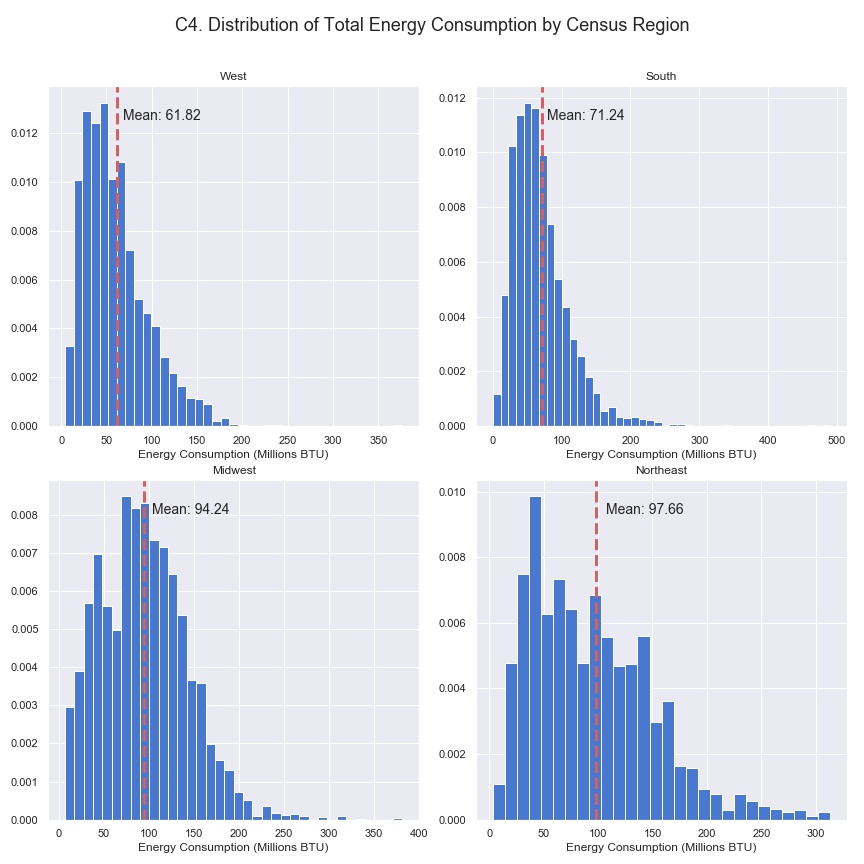 C4. Distribution of Total Energy Consumption by Census Region
West
Mean: 61.82
0.012
0.010
0.008
0.006
0.004
0.002
0.000
0 50 100 150 200 250 300 350
Energy Consumption (Millions BTU)
South
Mean: 71.24
0.012
0.010
0.008
0.006
0.004
0.002
0.000
0 100 200 300 400 500
Energy Consumption (Millions BTU)
Midwest
Mean: 94.24
0.008
0.007
0.006
0.005
0.004
0.003
0.002
0.001
0.000
0 50 100 150 200 250 300 350 400
Energy Consumption (Millions BTU)
Northeast
Mean: 97.66
0.010
0.008
0.006
0.004
0.002
0.000
0 50 100 150 200 250 300
Energy Consumption (Millions BTU)